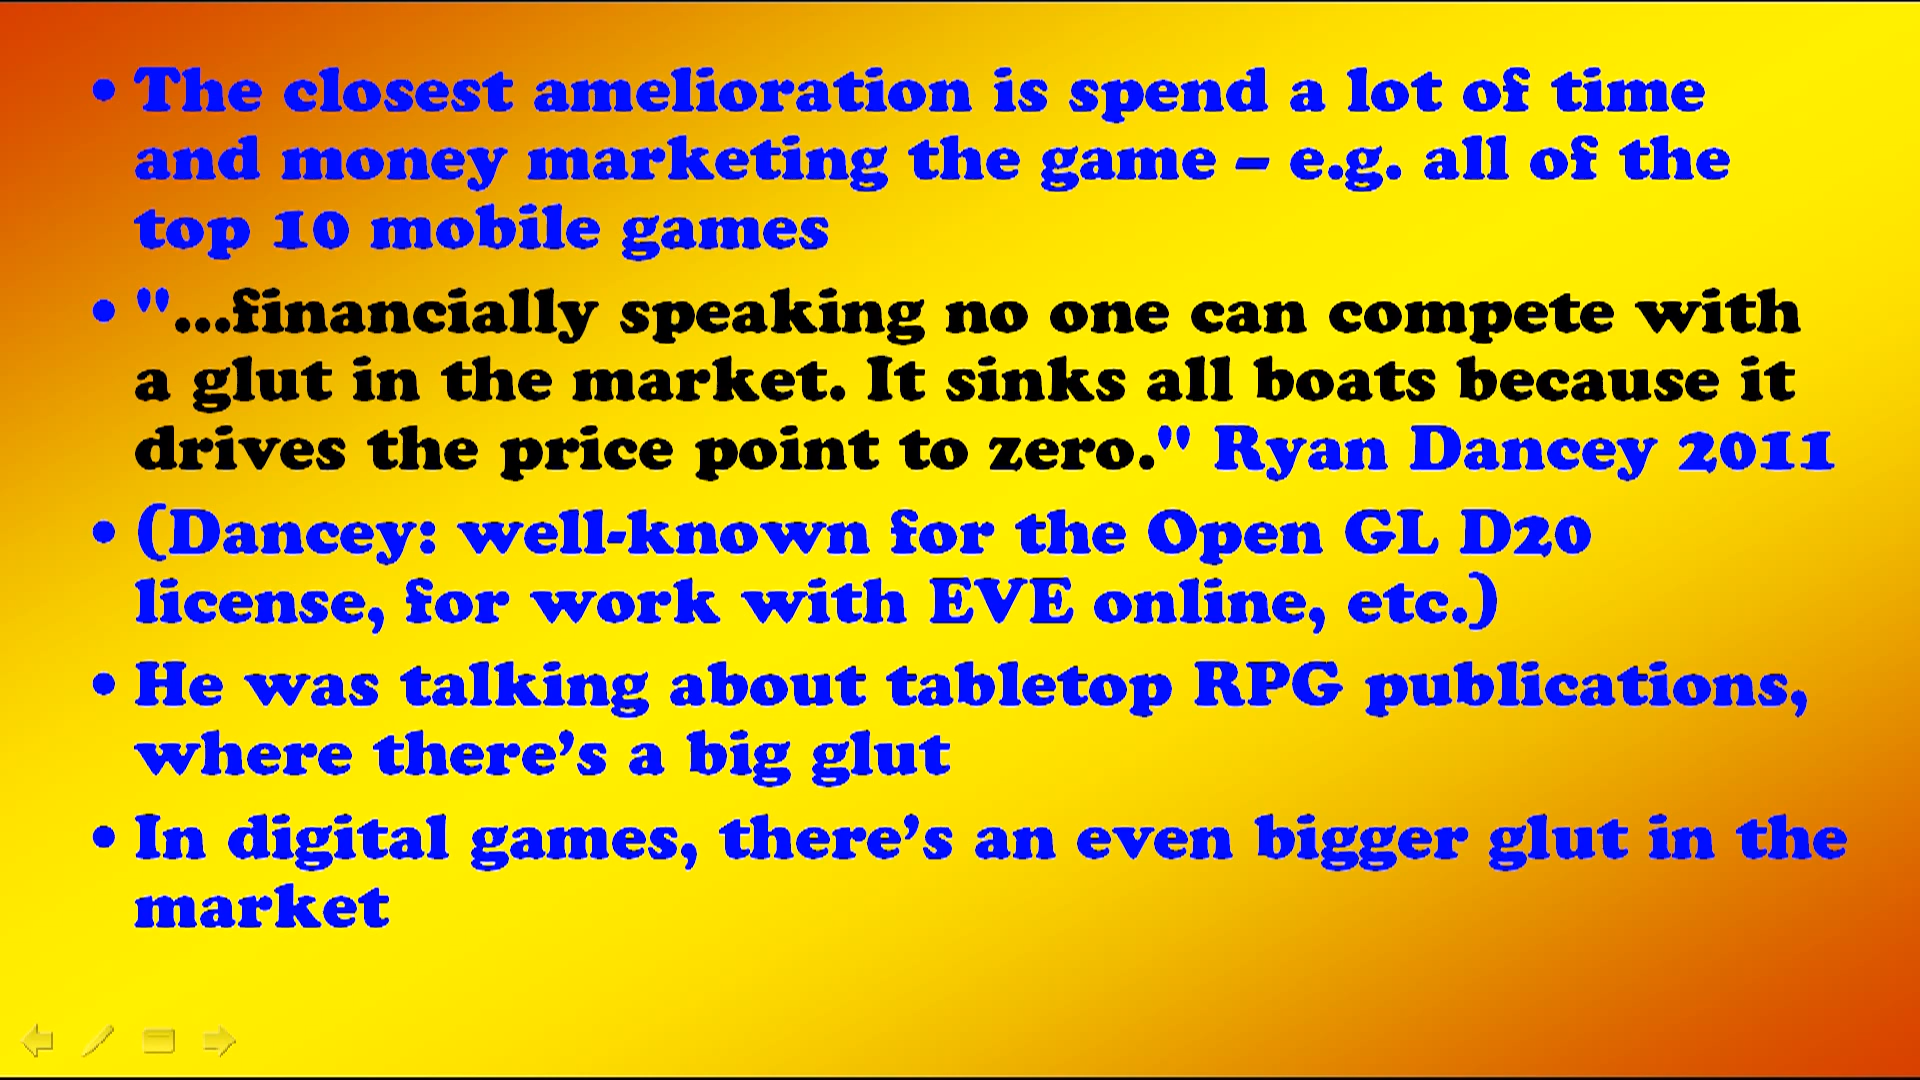 • The closest amelioration is spend a lot of time
and money marketing the game – e.g. all of the
top 10 mobile games
• "...financially speaking no one can compete with
a glut in the market. It sinks all boats because it
drives the price point to zero." Ryan Dancey 2011
• (Dancey: well-known for the Open GL D20
license, for work with EVE online, etc.)
• He was talking about tabletop RPG publications,
where there’s a big glut
• In digital games, there’s an even bigger glut in the
market